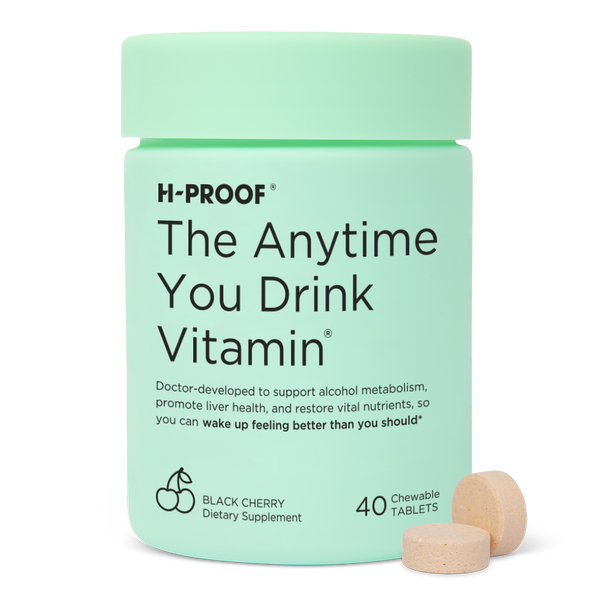 H-PROOF®
The Anytime
You Drink
Vitamin®
Doctor-developed to support alcohol metabolism,
promote liver health, and restore vital nutrients, so
you can wake up feeling better than you should*
BLACK CHERRY
Dietary Supplement
40 Chewable
TABLETS